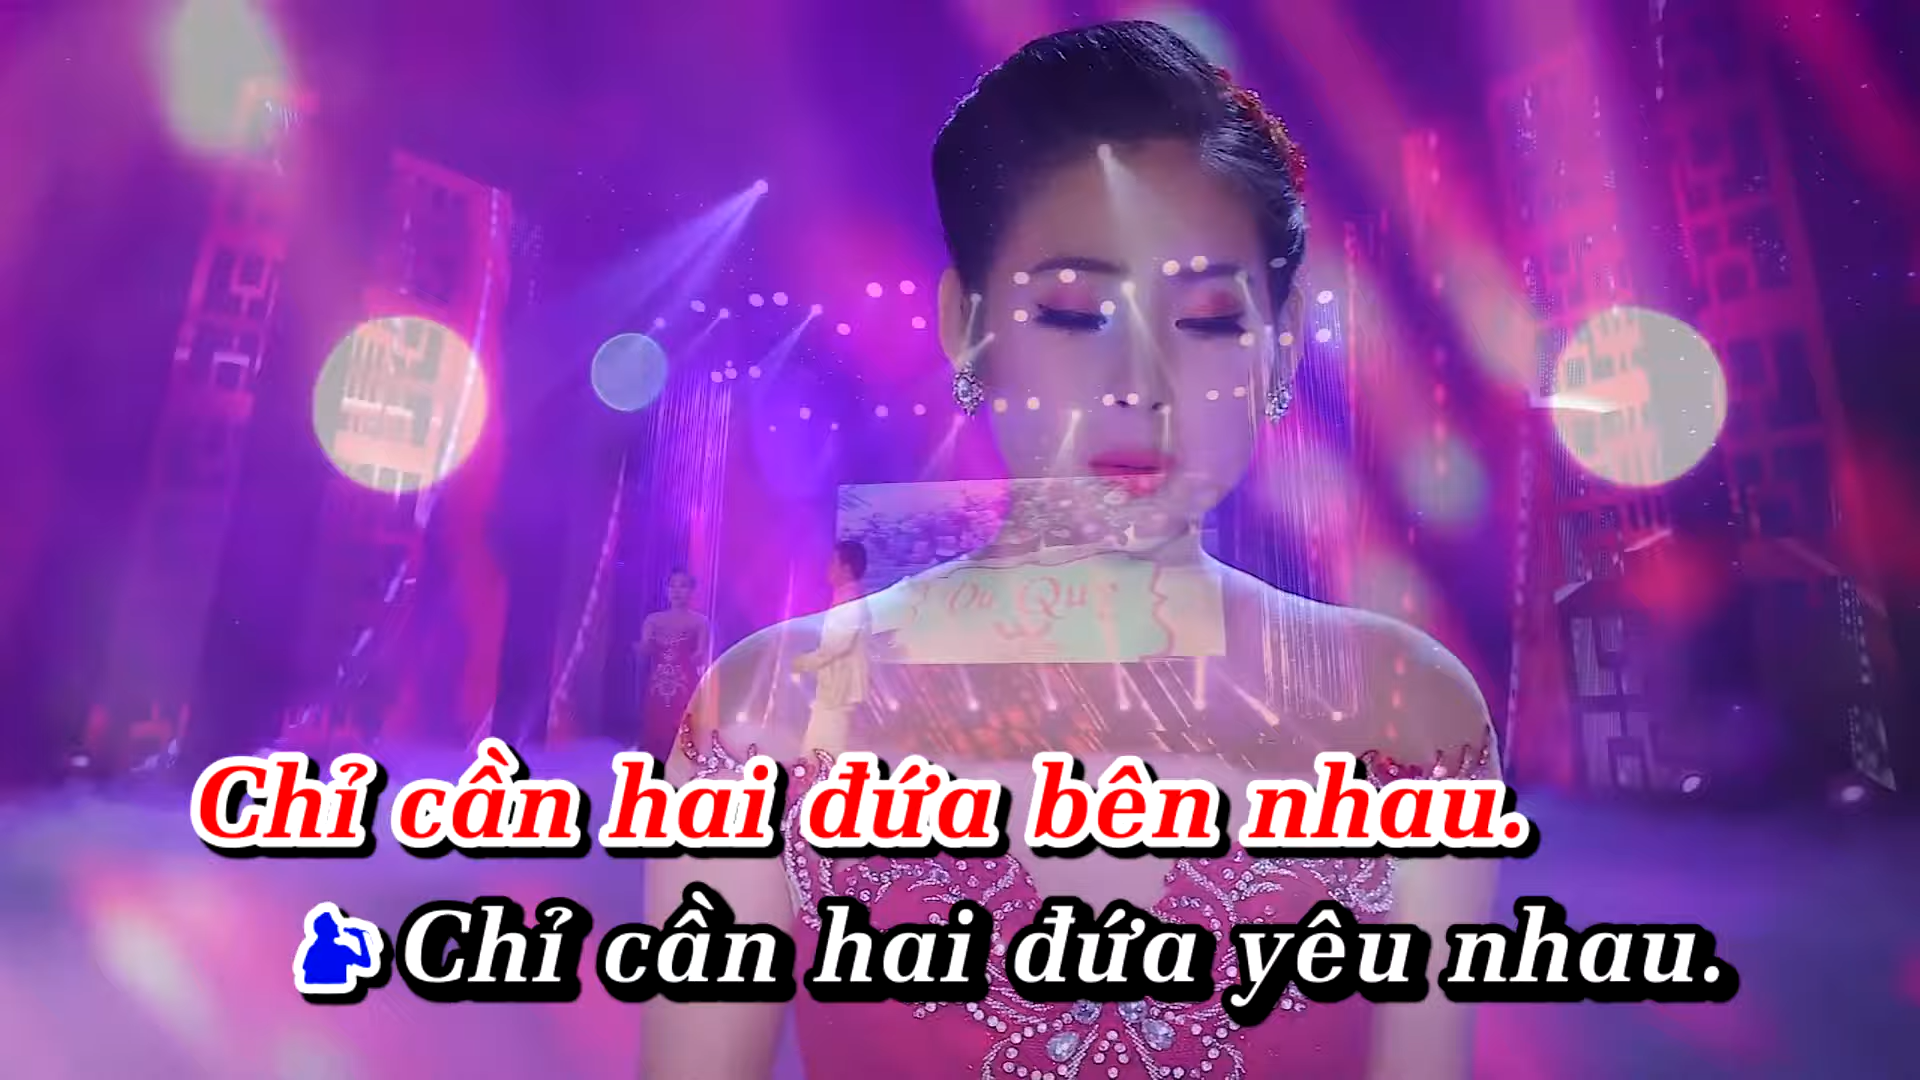 Chỉ cần hai đứa bên nhau.
Chỉ cần hai đứa yêu nhau.